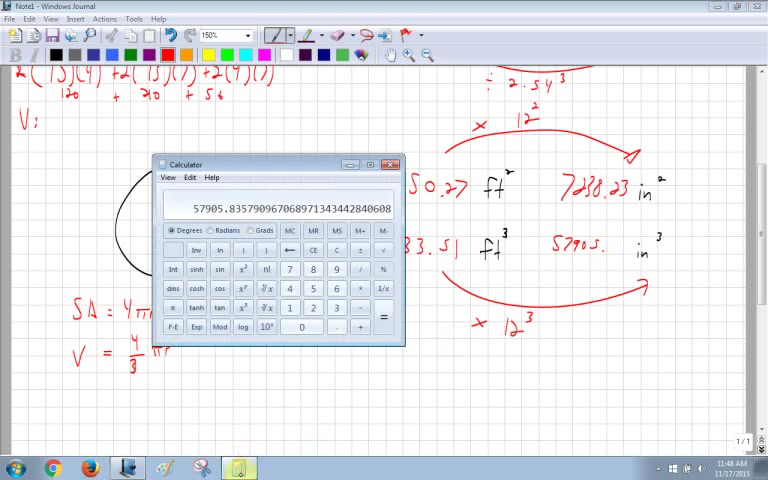 Note1 - Windows Journal
File Edit View Insert Actions Tools Help
150%
B I
2(15)(4) +2(15)(7) +2(4)(7)
120 + 210 + 56
÷ 2.54³
V:
× 12²
50.27 ft² 7238.23 in²
33.51 ft³ 57905. in³
× 12³
SA = 4π
V = 4/3 π
Calculator
View Edit Help
57905.835790967068971343442840608
Degrees Radians Grads MC MR MS M+ M-
Inv ln ( ) ← CE C ± √
Int sinh sin x² n! 7 8 9 / %
dms cosh cos xʸ ʸ√x 4 5 6 * 1/x
π tanh tan x³ ³√x 1 2 3 - =
F-E Exp Mod log 10ˣ 0 . +
1 / 1
11:48 AM
11/17/2015